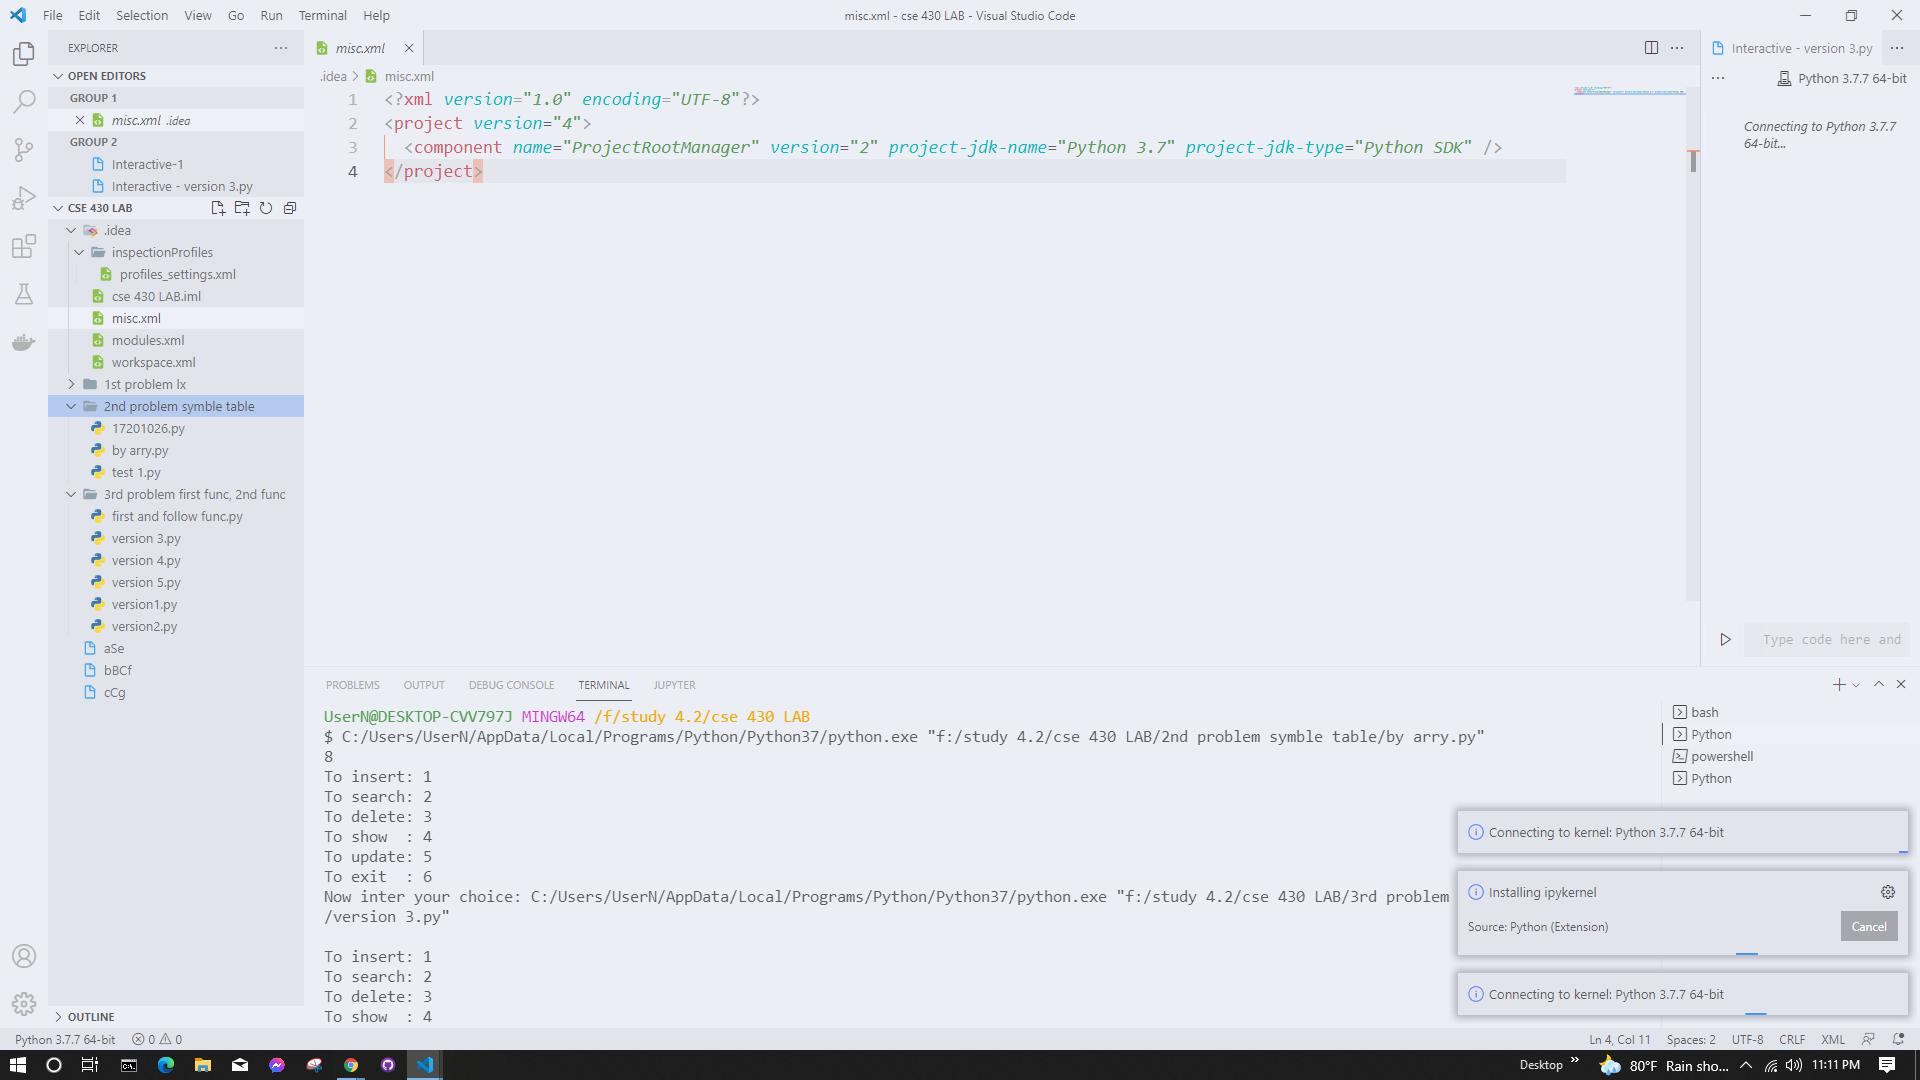 File Edit Selection View Go Run Terminal Help
misc.xml - cse 430 LAB - Visual Studio Code
EXPLORER
OPEN EDITORS
GROUP 1
misc.xml .idea
GROUP 2
Interactive-1
Interactive - version 3.py
CSE 430 LAB
.idea
inspectionProfiles
profiles_settings.xml
cse 430 LAB.iml
misc.xml
modules.xml
workspace.xml
1st problem lx
2nd problem symble table
17201026.py
by arry.py
test 1.py
3rd problem first func, 2nd func
first and follow func.py
version 3.py
version 4.py
version 5.py
version1.py
version2.py
aSe
bBCf
cCg
OUTLINE
misc.xml
.idea > misc.xml
1 <?xml version="1.0" encoding="UTF-8"?>
2 <project version="4">
3 <component name="ProjectRootManager" version="2" project-jdk-name="Python 3.7" project-jdk-type="Python SDK" />
4 </project>
Interactive - version 3.py
Python 3.7.7 64-bit
Connecting to Python 3.7.7
64-bit...
Type code here and
PROBLEMS OUTPUT DEBUG CONSOLE TERMINAL JUPYTER
UserN@DESKTOP-CVV797J MINGW64 /f/study 4.2/cse 430 LAB
$ C:/Users/UserN/AppData/Local/Programs/Python/Python37/python.exe "f:/study 4.2/cse 430 LAB/2nd problem symble table/by arry.py"
8
To insert: 1
To search: 2
To delete: 3
To show  : 4
To update: 5
To exit  : 6
Now inter your choice: C:/Users/UserN/AppData/Local/Programs/Python/Python37/python.exe "f:/study 4.2/cse 430 LAB/3rd problem
/version 3.py"
To insert: 1
To search: 2
To delete: 3
To show  : 4
bash
Python
powershell
Python
Connecting to kernel: Python 3.7.7 64-bit
Installing ipykernel
Source: Python (Extension)
Cancel
Connecting to kernel: Python 3.7.7 64-bit
Python 3.7.7 64-bit 0 0
Ln 4, Col 11 Spaces: 2 UTF-8 CRLF XML
Desktop 80°F Rain sho... 11:11 PM